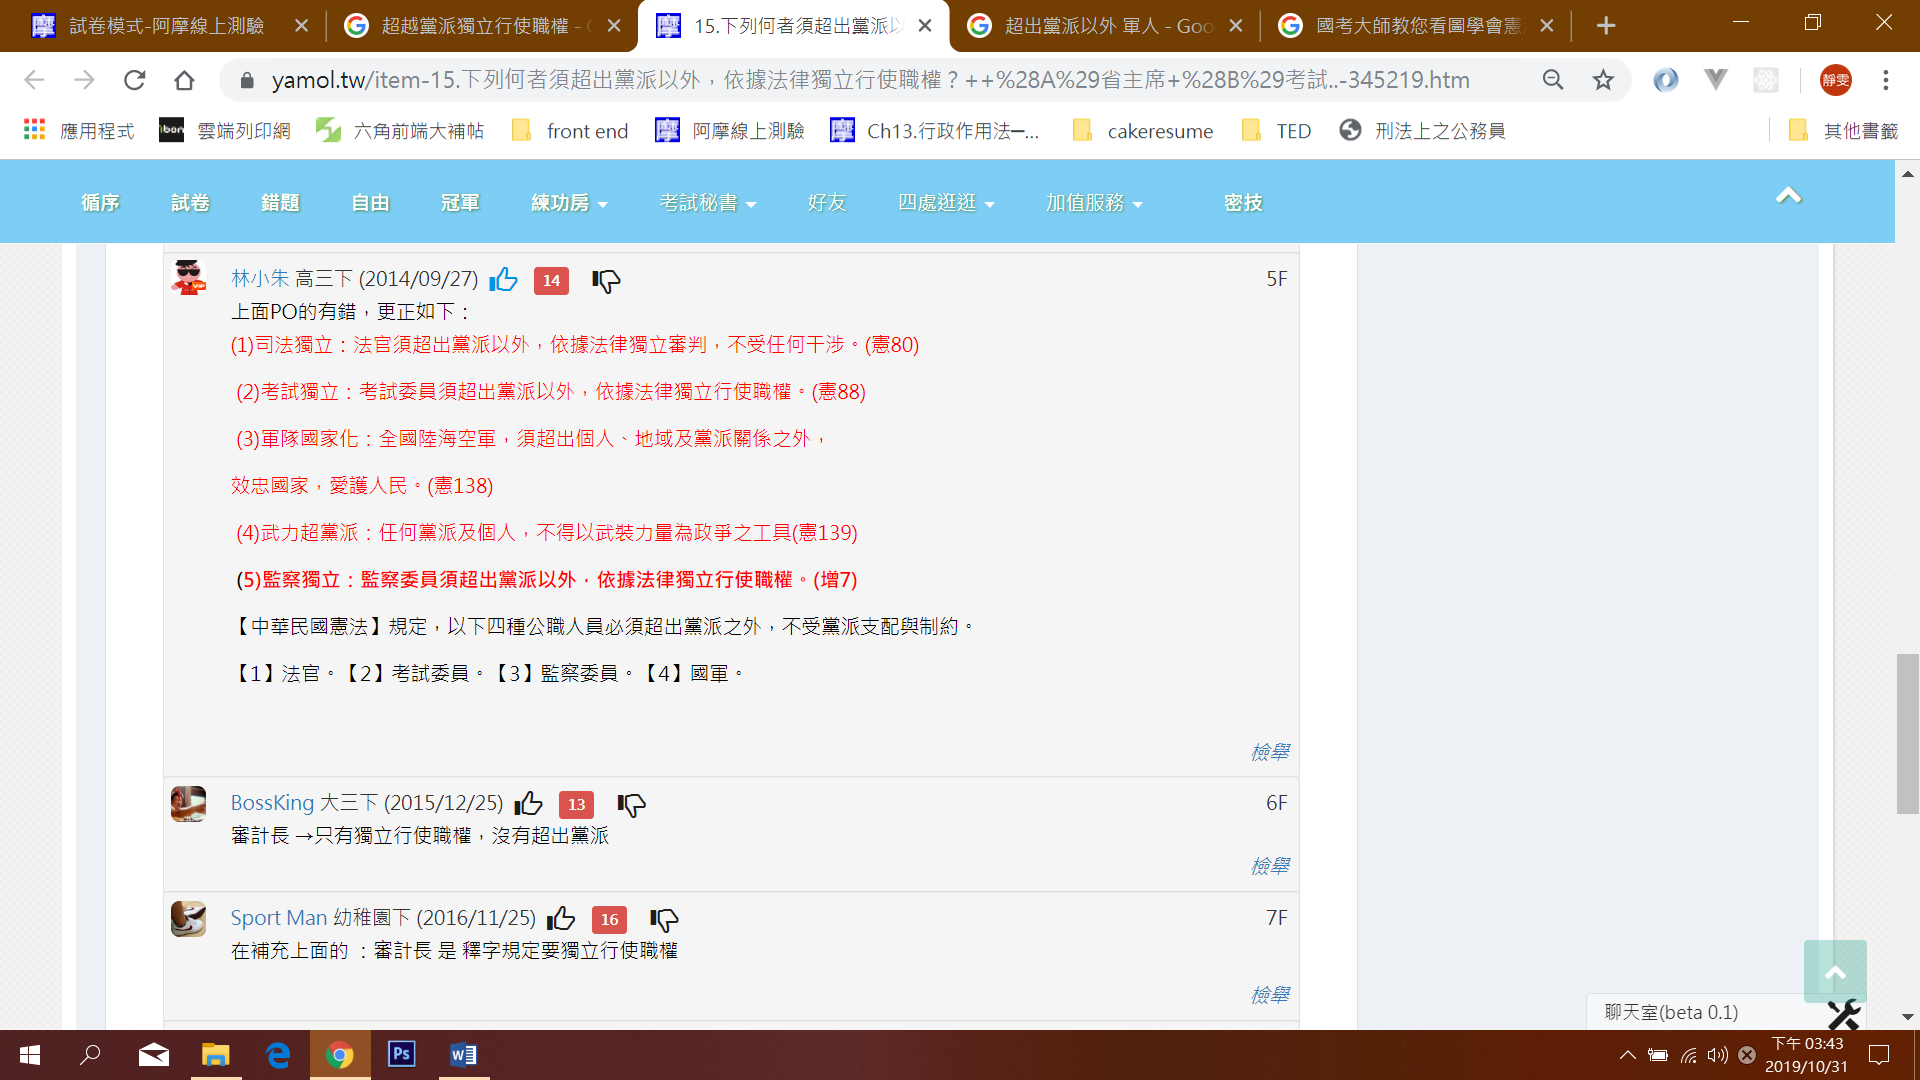 試卷模式-阿摩線上測驗
超越黨派獨立行使職權 -
15.下列何者須超出黨派以
超出黨派以外 軍人 - Goo
國考大師教您看圖學會憲
yamol.tw/item-15.下列何者須超出黨派以外，依據法律獨立行使職權？++%28A%29省主席+%28B%29考試..-345219.htm
靜雯
應用程式
ibon
雲端列印網
六角前端大補帖
front end
阿摩線上測驗
Ch13.行政作用法─...
cakeresume
TED
刑法上之公務員
其他書籤
循序
試卷
錯題
自由
冠軍
練功房
考試秘書
好友
四處逛逛
加值服務
密技
林小朱 高三下 (2014/09/27) 14 5F
上面PO的有錯，更正如下：
(1)司法獨立：法官須超出黨派以外，依據法律獨立審判，不受任何干涉。(憲80)
(2)考試獨立：考試委員須超出黨派以外，依據法律獨立行使職權。(憲88)
(3)軍隊國家化：全國陸海空軍，須超出個人、地域及黨派關係之外，
效忠國家，愛護人民。(憲138)
(4)武力超黨派：任何黨派及個人，不得以武裝力量為政爭之工具(憲139)
(5)監察獨立：監察委員須超出黨派以外，依據法律獨立行使職權。(增7)
【中華民國憲法】規定，以下四種公職人員必須超出黨派之外，不受黨派支配與制約。
【1】法官。【2】考試委員。【3】監察委員。【4】國軍。
檢舉
BossKing 大三下 (2015/12/25) 13 6F
審計長 →只有獨立行使職權，沒有超出黨派
檢舉
Sport Man 幼稚園下 (2016/11/25) 16 7F
在補充上面的 ：審計長 是 釋字規定要獨立行使職權
檢舉
聊天室(beta 0.1)
Ps
下午 03:43
2019/10/31